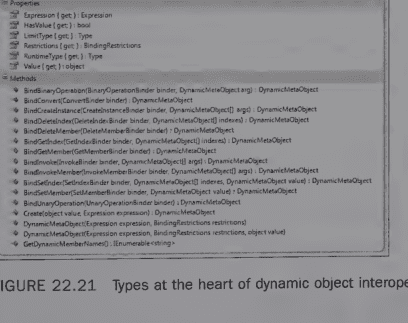 Properties
Expression { get; } : Expression
HasValue { get; } : bool
LimitType { get; } : Type
Restrictions { get; } : BindingRestrictions
RuntimeType { get; } : Type
Value { get; } : object
Methods
BindBinaryOperation(BinaryOperationBinder binder, DynamicMetaObject arg) : DynamicMetaObject
BindConvert(ConvertBinder binder) : DynamicMetaObject
BindCreateInstance(CreateInstanceBinder binder, DynamicMetaObject[] args) : DynamicMetaObject
BindDeleteIndex(DeleteIndexBinder binder, DynamicMetaObject[] indexes) : DynamicMetaObject
BindDeleteMember(DeleteMemberBinder binder) : DynamicMetaObject
BindGetIndex(GetIndexBinder binder, DynamicMetaObject[] indexes) : DynamicMetaObject
BindGetMember(GetMemberBinder binder) : DynamicMetaObject
BindInvoke(InvokeBinder binder, DynamicMetaObject[] args) : DynamicMetaObject
BindInvokeMember(InvokeMemberBinder binder, DynamicMetaObject[] args) : DynamicMetaObject
BindSetIndex(SetIndexBinder binder, DynamicMetaObject[] indexes, DynamicMetaObject value) : DynamicMetaObject
BindSetMember(SetMemberBinder binder, DynamicMetaObject value) : DynamicMetaObject
BindUnaryOperation(UnaryOperationBinder binder) : DynamicMetaObject
Create(object value, Expression expression) : DynamicMetaObject
DynamicMetaObject(Expression expression, BindingRestrictions restrictions)
DynamicMetaObject(Expression expression, BindingRestrictions restrictions, object value)
GetDynamicMemberNames() : IEnumerable<string>
IGURE 22.21 Types at the heart of dynamic object interope